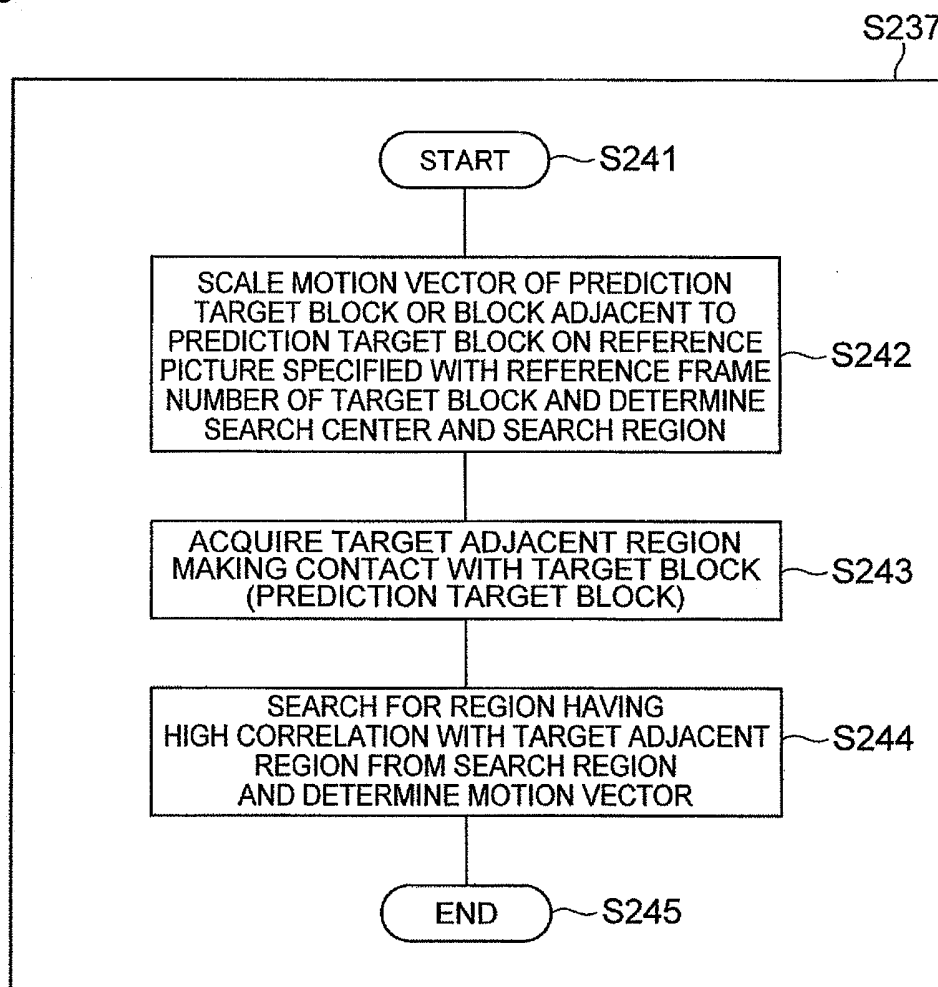 S237
START
S241
SCALE MOTION VECTOR OF PREDICTION
TARGET BLOCK OR BLOCK ADJACENT TO
PREDICTION TARGET BLOCK ON REFERENCE
PICTURE SPECIFIED WITH REFERENCE FRAME
NUMBER OF TARGET BLOCK AND DETERMINE
SEARCH CENTER AND SEARCH REGION
S242
ACQUIRE TARGET ADJACENT REGION
MAKING CONTACT WITH TARGET BLOCK
(PREDICTION TARGET BLOCK)
S243
SEARCH FOR REGION HAVING
HIGH CORRELATION WITH TARGET ADJACENT
REGION FROM SEARCH REGION
AND DETERMINE MOTION VECTOR
S244
END
S245